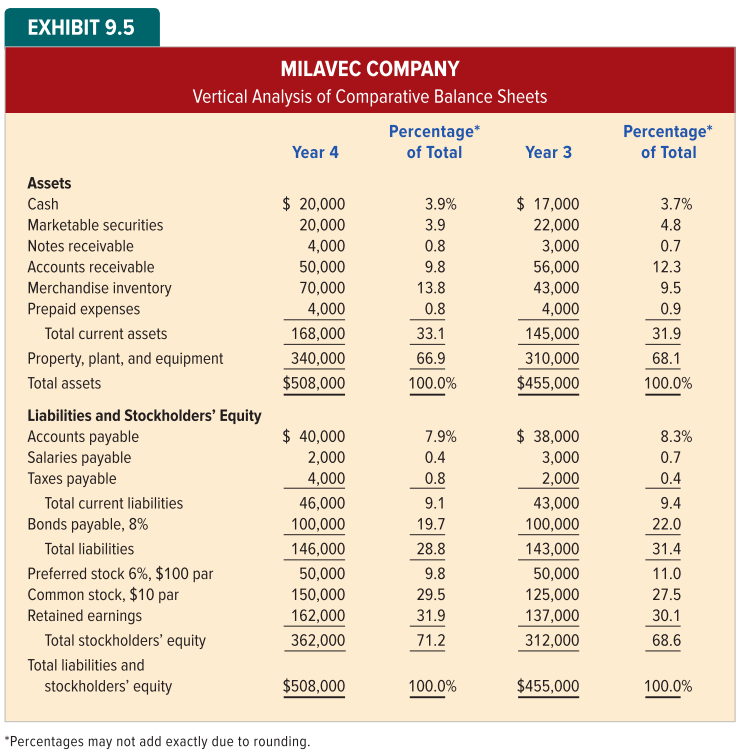 EXHIBIT 9.5
MILAVEC COMPANY
Vertical Analysis of Comparative Balance Sheets
Percentage* Percentage*
Year 4 of Total Year 3 of Total
Assets
Cash $ 20,000 3.9% $ 17,000 3.7%
Marketable securities 20,000 3.9 22,000 4.8
Notes receivable 4,000 0.8 3,000 0.7
Accounts receivable 50,000 9.8 56,000 12.3
Merchandise inventory 70,000 13.8 43,000 9.5
Prepaid expenses 4,000 0.8 4,000 0.9
Total current assets 168,000 33.1 145,000 31.9
Property, plant, and equipment 340,000 66.9 310,000 68.1
Total assets $508,000 100.0% $455,000 100.0%
Liabilities and Stockholders’ Equity
Accounts payable $ 40,000 7.9% $ 38,000 8.3%
Salaries payable 2,000 0.4 3,000 0.7
Taxes payable 4,000 0.8 2,000 0.4
Total current liabilities 46,000 9.1 43,000 9.4
Bonds payable, 8% 100,000 19.7 100,000 22.0
Total liabilities 146,000 28.8 143,000 31.4
Preferred stock 6%, $100 par 50,000 9.8 50,000 11.0
Common stock, $10 par 150,000 29.5 125,000 27.5
Retained earnings 162,000 31.9 137,000 30.1
Total stockholders’ equity 362,000 71.2 312,000 68.6
Total liabilities and
stockholders’ equity $508,000 100.0% $455,000 100.0%
*Percentages may not add exactly due to rounding.